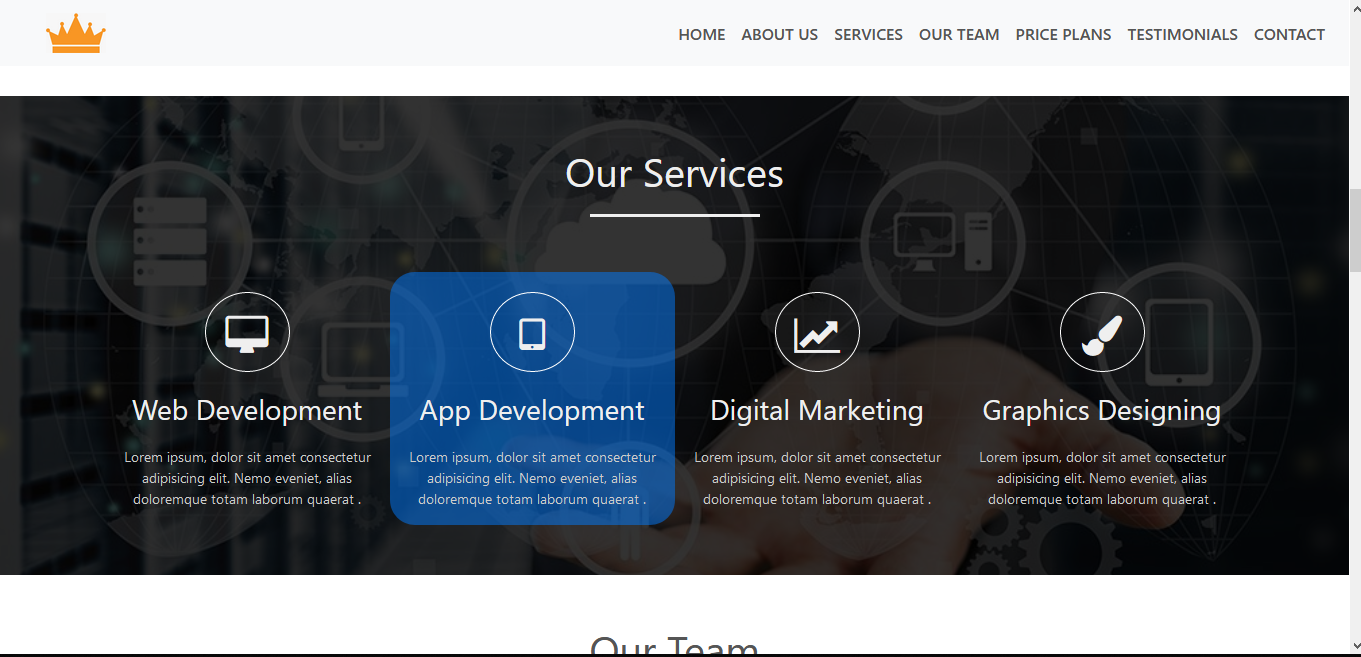 HOME ABOUT US SERVICES OUR TEAM PRICE PLANS TESTIMONIALS CONTACT
Our Services
Web Development
Lorem ipsum, dolor sit amet consectetur
adipisicing elit. Nemo eveniet, alias
doloremque totam laborum quaerat .
App Development
Lorem ipsum, dolor sit amet consectetur
adipisicing elit. Nemo eveniet, alias
doloremque totam laborum quaerat .
Digital Marketing
Lorem ipsum, dolor sit amet consectetur
adipisicing elit. Nemo eveniet, alias
doloremque totam laborum quaerat .
Graphics Designing
Lorem ipsum, dolor sit amet consectetur
adipisicing elit. Nemo eveniet, alias
doloremque totam laborum quaerat .
Our Team